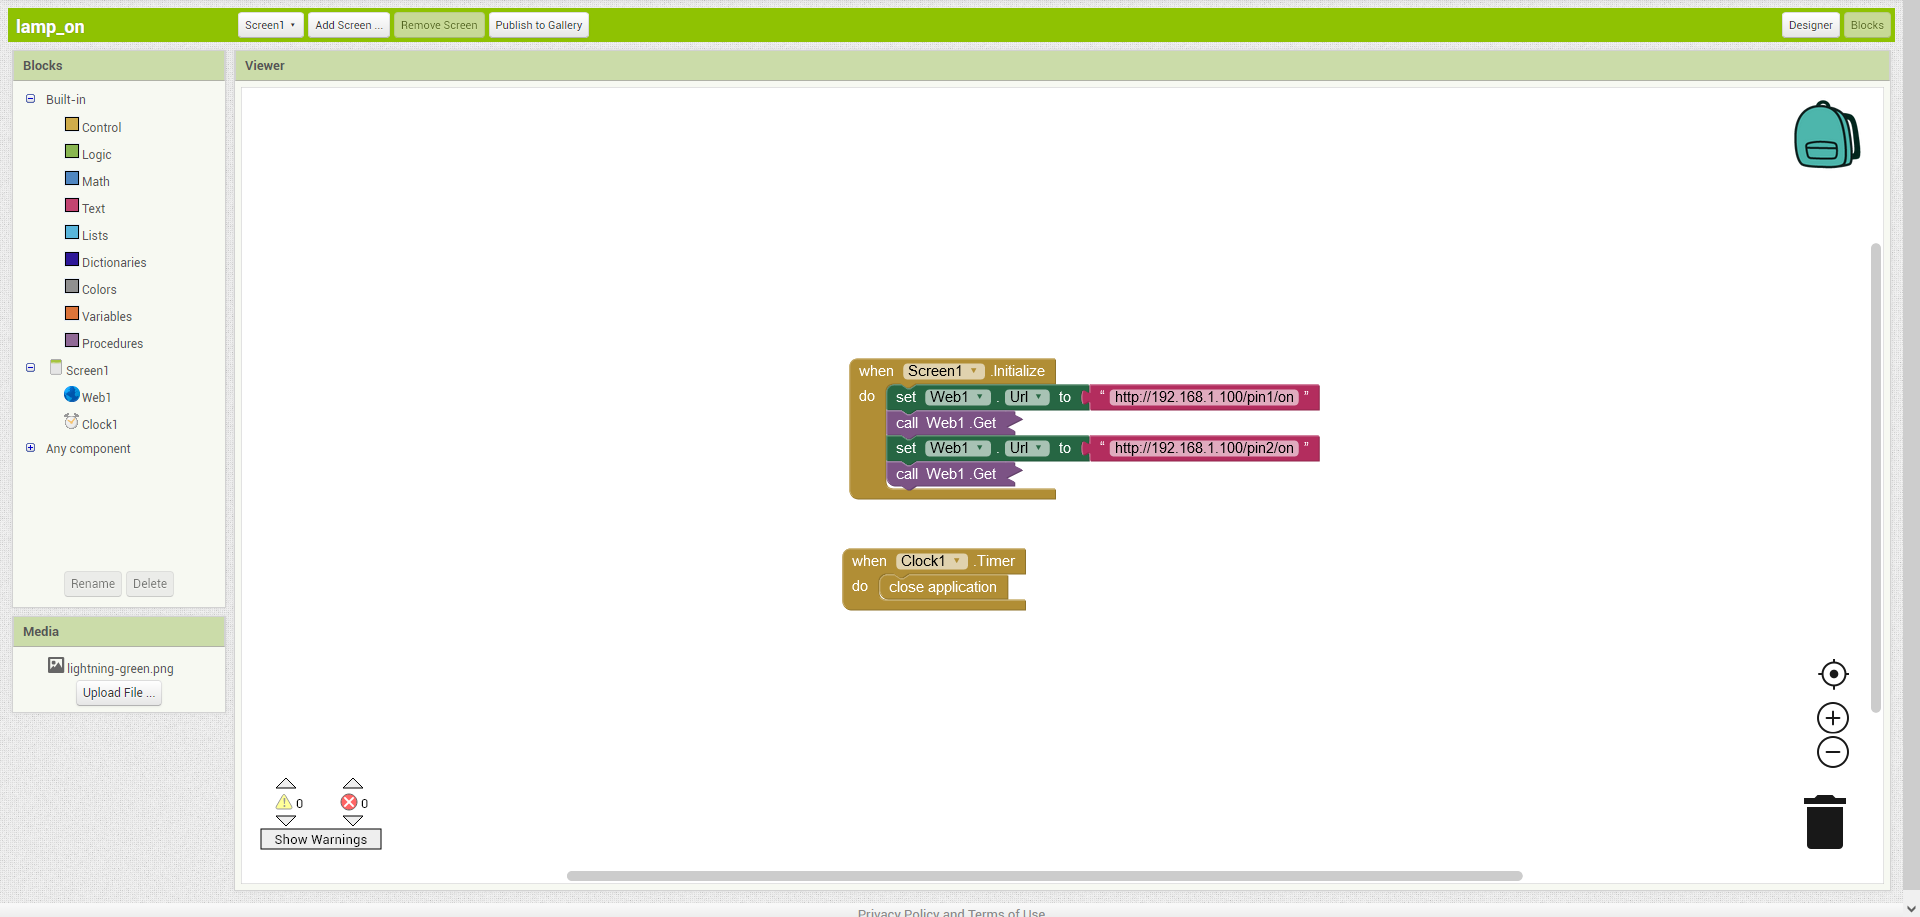 lamp_on
Screen1 ▾ Add Screen ... Remove Screen Publish to Gallery
Designer Blocks
Blocks
Built-in
Control
Logic
Math
Text
Lists
Dictionaries
Colors
Variables
Procedures
Screen1
Web1
Clock1
Any component
Rename Delete
Media
lightning-green.png
Upload File ...
Viewer
when Screen1 ▾ .Initialize
do set Web1 ▾ . Url ▾ to “ http://192.168.1.100/pin1/on ”
call Web1 .Get
set Web1 ▾ . Url ▾ to “ http://192.168.1.100/pin2/on ”
call Web1 .Get
when Clock1 ▾ .Timer
do close application
0 0
Show Warnings
Privacy Policy and Terms of Use